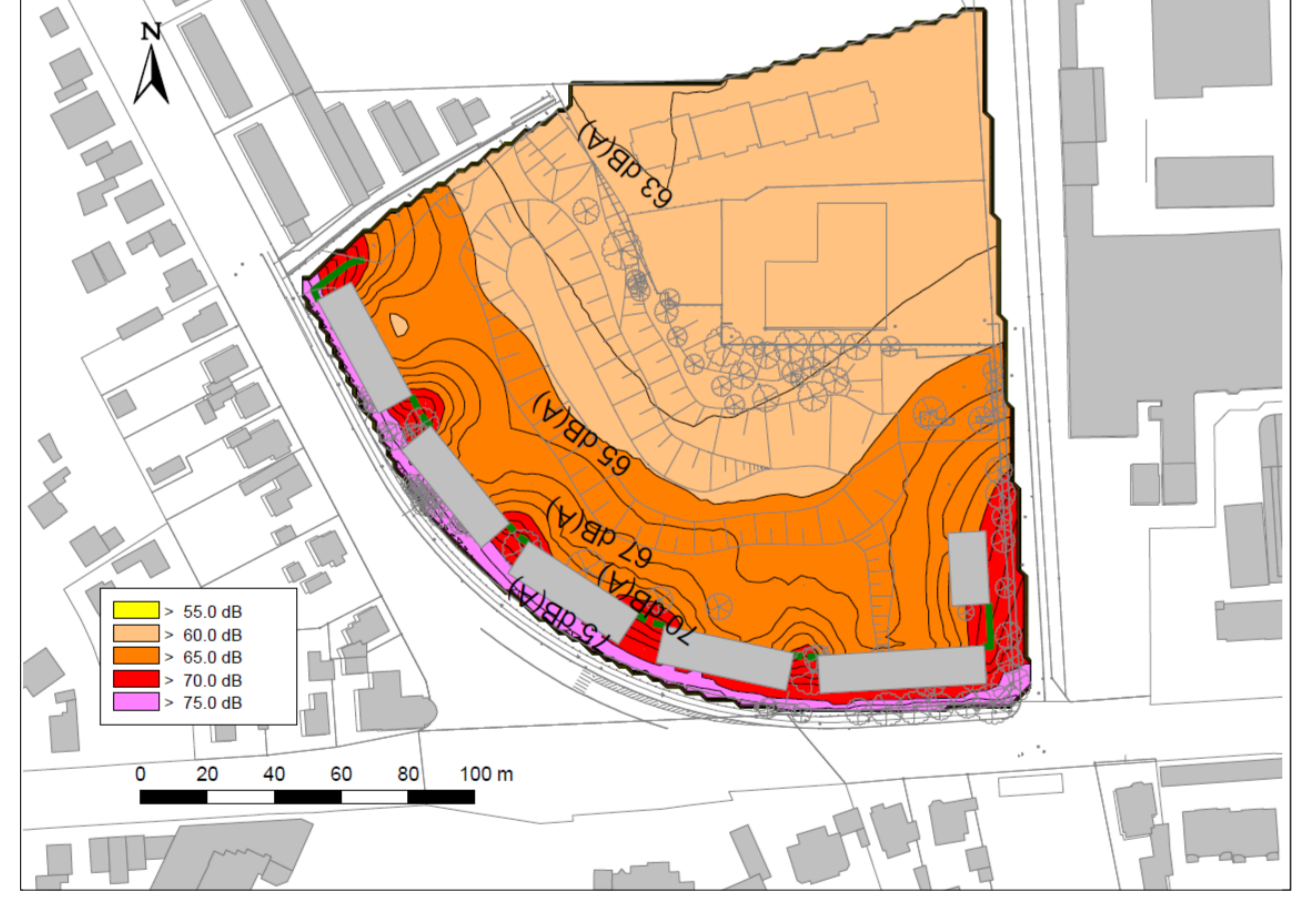 N
63 dB(A)
65 dB(A)
67 dB(A)
70 dB(A)
75 dB(A)
> 55.0 dB
> 60.0 dB
> 65.0 dB
> 70.0 dB
> 75.0 dB
0 20 40 60 80 100 m